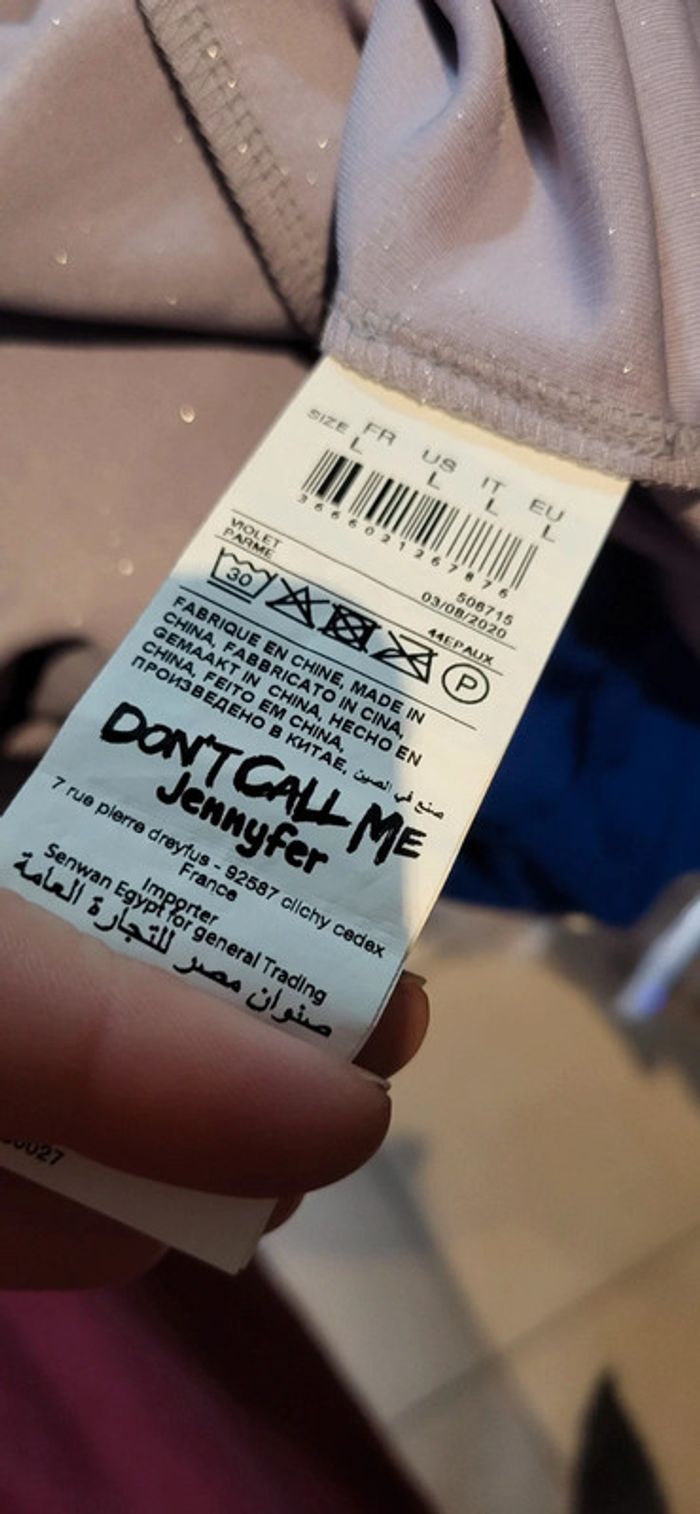 SIZE FR US IT EU
L L L L
3666021267876
VIOLET
PARME
508715
03/08/2020
30
44EPAUX
P
FABRIQUE EN CHINE, MADE IN
CHINA, FABBRICATO IN CINA,
GEMAAKT IN CHINA, HECHO EN
CHINA, FEITO EM CHINA,
ПРОИЗВЕДЕНО В КИТАЕ, صنع في الصين
DON'T CALL ME
Jennyfer
7 rue pierre dreyfus - 92587 clichy cedex
France
Importer
Senwan Egypt for general Trading
صنوان مصر للتجارة العامة
0027